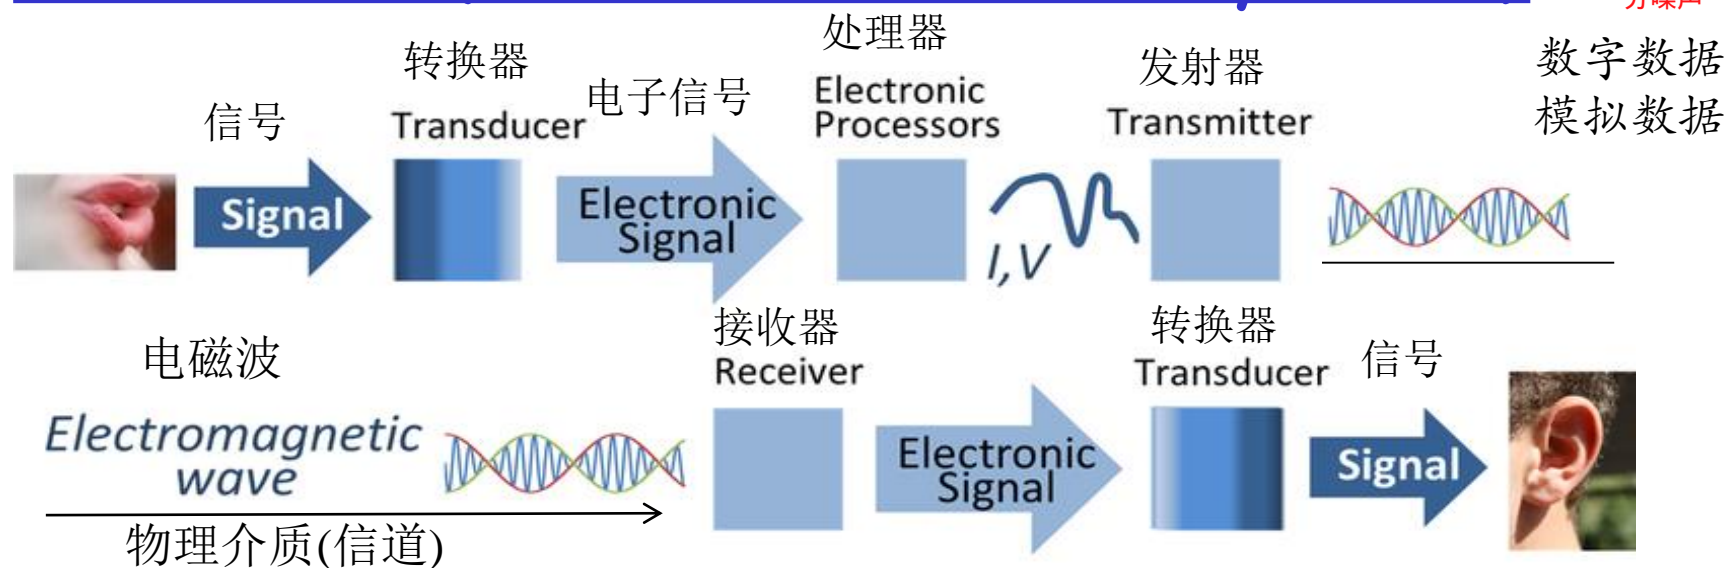 处理器
转换器
发射器
数字数据
信号
电子信号
Electronic
Processors
Transducer
Transmitter
模拟数据
Signal
Electronic
Signal
I,V
接收器
转换器
电磁波
Receiver
Transducer
信号
Electromagnetic
wave
Electronic
Signal
Signal
物理介质(信道)